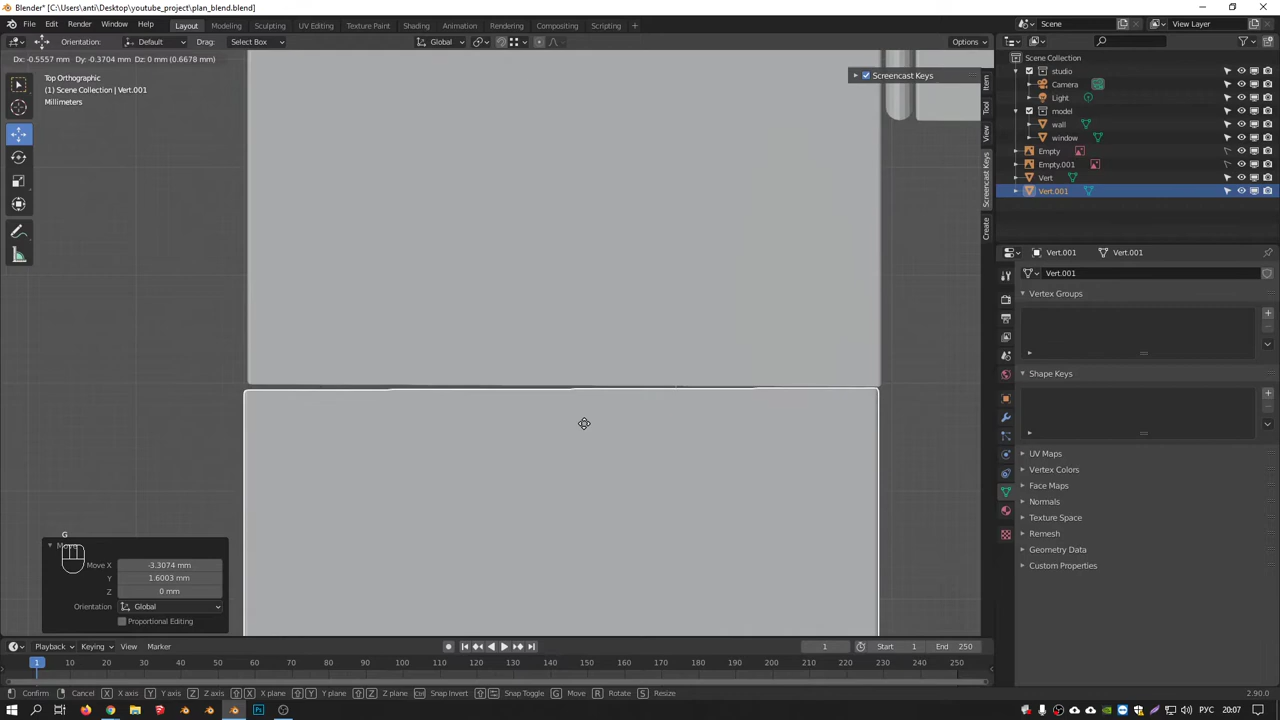 Blender* [C:\Users\anti\Desktop\youtube_project\plan_blend.blend]
File Edit Render Window Help Layout Modeling Sculpting UV Editing Texture Paint Shading Animation Rendering Compositing Scripting + Scene View Layer
Orientation: Default Drag: Select Box Global Options
Dx: -0.5557 mm Dy: -0.3704 mm Dz: 0 mm (0.6678 mm)
Top Orthographic
(1) Scene Collection | Vert.001
Millimeters
Screencast Keys
Item
Tool
View
Screencast Keys
Create
Scene Collection
studio
Camera
Light
model
wall
window
Empty
Empty.001
Vert
Vert.001
Vert.001 Vert.001
Vert.001
Vertex Groups
Shape Keys
UV Maps
Vertex Colors
Face Maps
Normals
Texture Space
Remesh
Geometry Data
Custom Properties
G
Move X -3.3074 mm
Y 1.6003 mm
Z 0 mm
Orientation Global
Proportional Editing
Playback Keying View Marker 1 Start 1 End 250
1 10 20 30 40 50 60 70 80 90 100 110 120 130 140 150 160 170 180 190 200 210 220 230 240 250
Confirm Cancel X X axis Y Y axis Z Z axis X X plane Y Y plane Z Z plane Snap Invert Snap Toggle G Move R Rotate S Resize 2.90.0
РУС 20:07